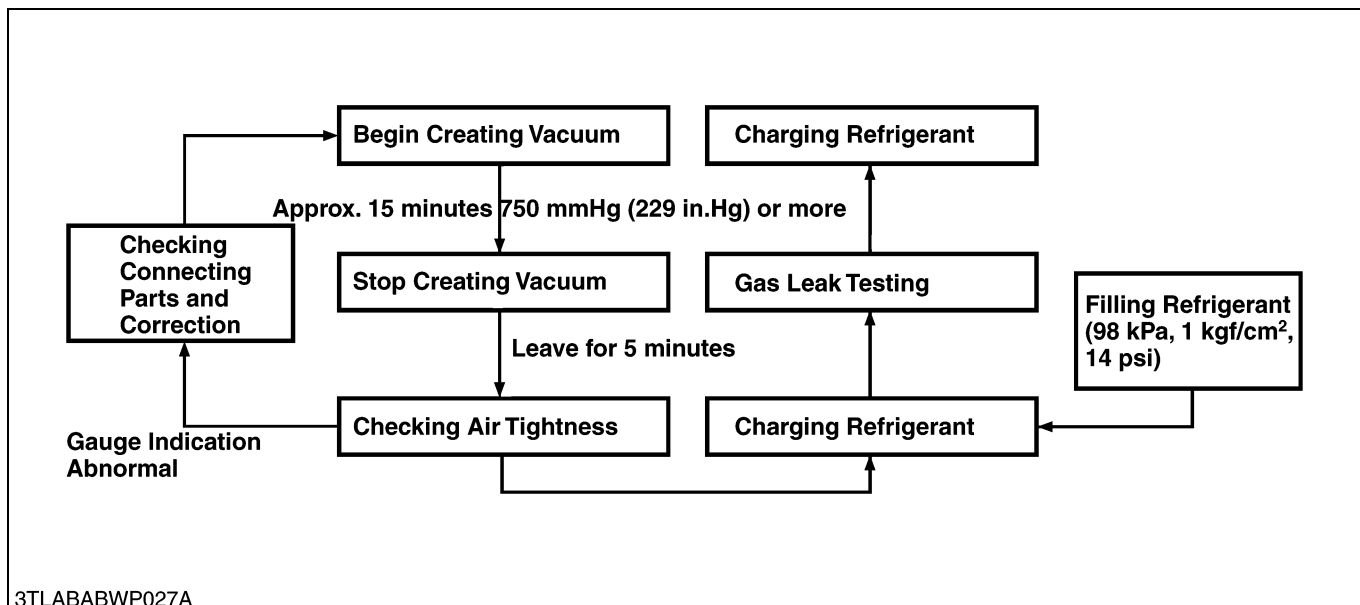 Begin Creating Vacuum
Approx. 15 minutes 750 mmHg (229 in.Hg) or more
Stop Creating Vacuum
Leave for 5 minutes
Checking Air Tightness
Gauge Indication
Abnormal
Checking
Connecting
Parts and
Correction
Charging Refrigerant
Gas Leak Testing
Charging Refrigerant
Filling Refrigerant
(98 kPa, 1 kgf/cm²,
14 psi)
3TLABABWP027A